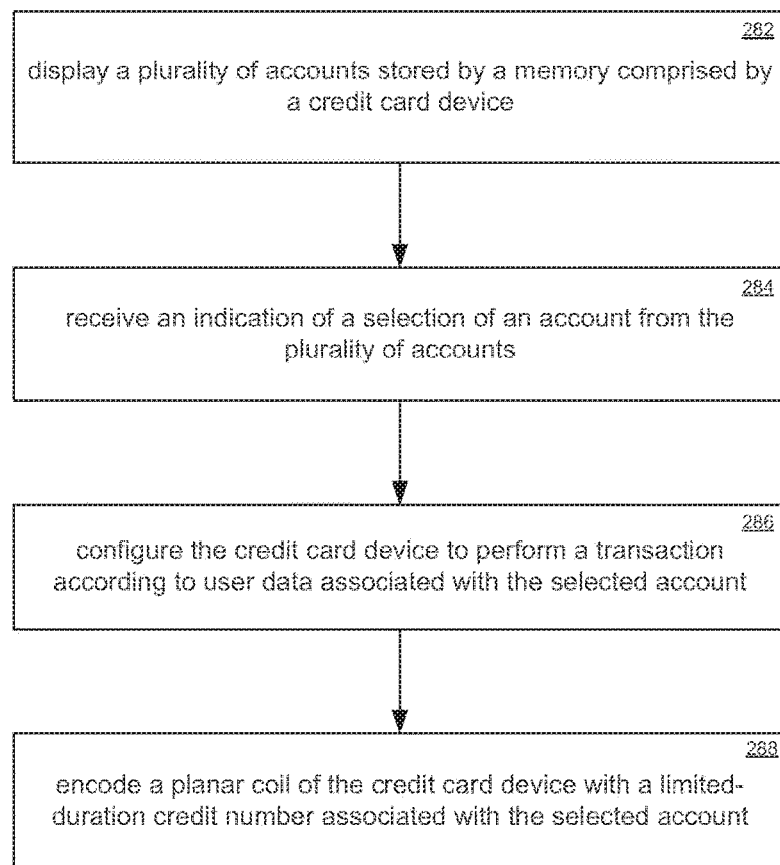 282
display a plurality of accounts stored by a memory comprised by
a credit card device
284
receive an indication of a selection of an account from the
plurality of accounts
286
configure the credit card device to perform a transaction
according to user data associated with the selected account
288
encode a planar coil of the credit card device with a limited-
duration credit number associated with the selected account